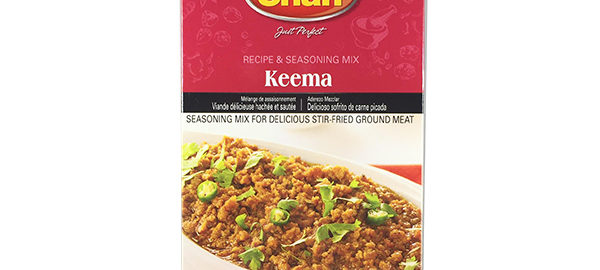 Shan
Just Perfect
RECIPE & SEASONING MIX
Keema
Mélange de assaisonnement
Viande délicieuse hachée et sautée
Aderezo Mezclar
Delicioso sofrito de carne picada
SEASONING MIX FOR DELICIOUS STIR-FRIED GROUND MEAT